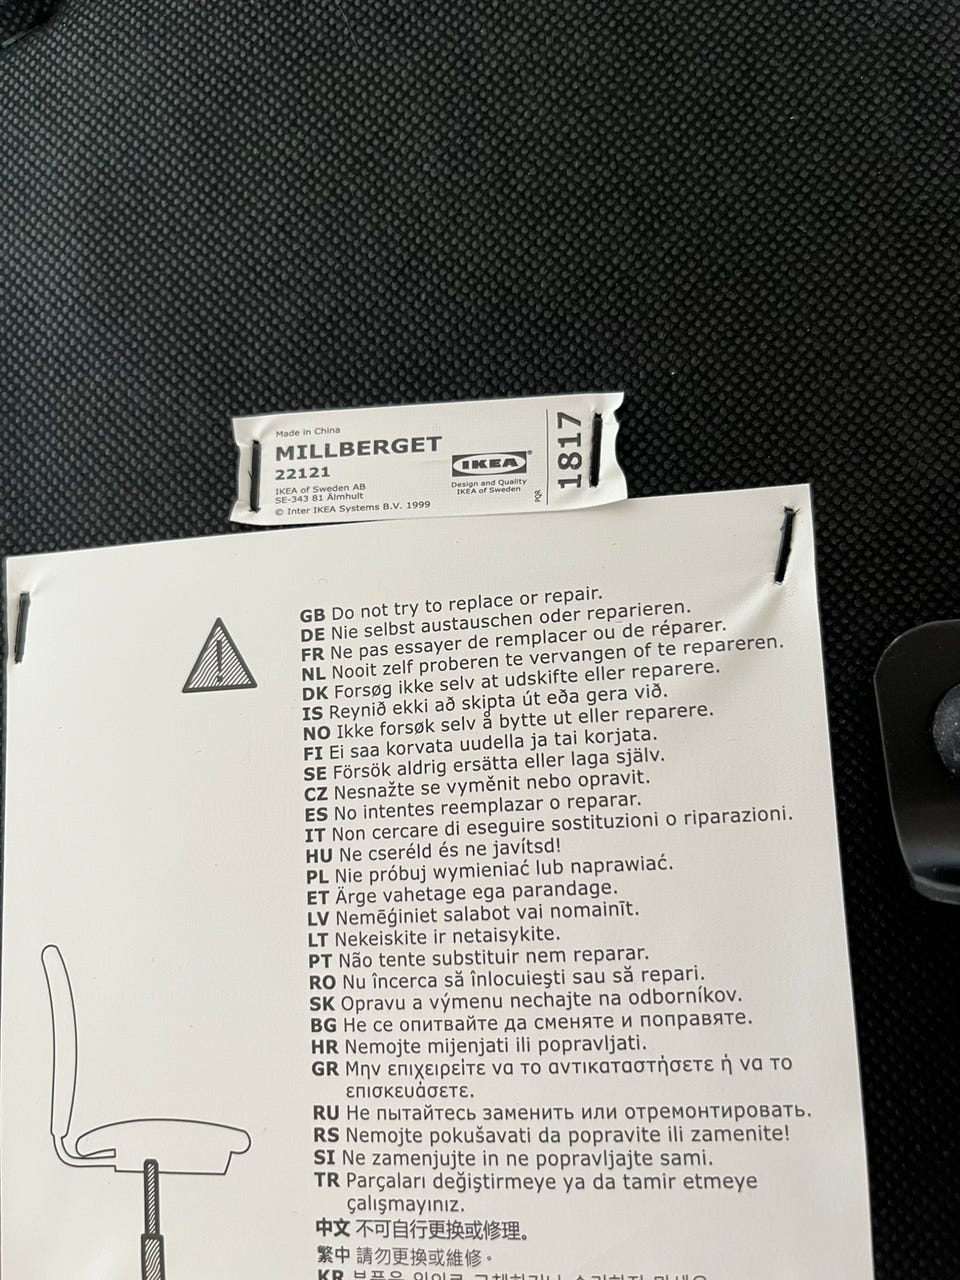 Made in China
MILLBERGET
22121
IKEA of Sweden AB
SE-343 81 Älmhult
© Inter IKEA Systems B.V. 1999
IKEA®
Design and Quality
IKEA of Sweden
PQR
1817
GB Do not try to replace or repair.
DE Nie selbst austauschen oder reparieren.
FR Ne pas essayer de remplacer ou de réparer.
NL Nooit zelf proberen te vervangen of te repareren.
DK Forsøg ikke selv at udskifte eller reparere.
IS Reynið ekki að skipta út eða gera við.
NO Ikke forsøk selv å bytte ut eller reparere.
FI Ei saa korvata uudella ja tai korjata.
SE Försök aldrig ersätta eller laga själv.
CZ Nesnažte se vyměnit nebo opravit.
ES No intentes reemplazar o reparar.
IT Non cercare di eseguire sostituzioni o riparazioni.
HU Ne cseréld és ne javítsd!
PL Nie próbuj wymieniać lub naprawiać.
ET Ärge vahetage ega parandage.
LV Nemēģiniet salabot vai nomainīt.
LT Nekeiskite ir netaisykite.
PT Não tente substituir nem reparar.
RO Nu încerca să înlocuieşti sau să repari.
SK Opravu a výmenu nechajte na odborníkov.
BG Не се опитвайте да сменяте и поправяте.
HR Nemojte mijenjati ili popravljati.
GR Μην επιχειρείτε να το αντικαταστήσετε ή να το
επισκευάσετε.
RU Не пытайтесь заменить или отремонтировать.
RS Nemojte pokušavati da popravite ili zamenite!
SI Ne zamenjujte in ne popravljajte sami.
TR Parçaları değiştirmeye ya da tamir etmeye
çalışmayınız.
中文 不可自行更换或修理。
繁中 請勿更換或維修。
KR